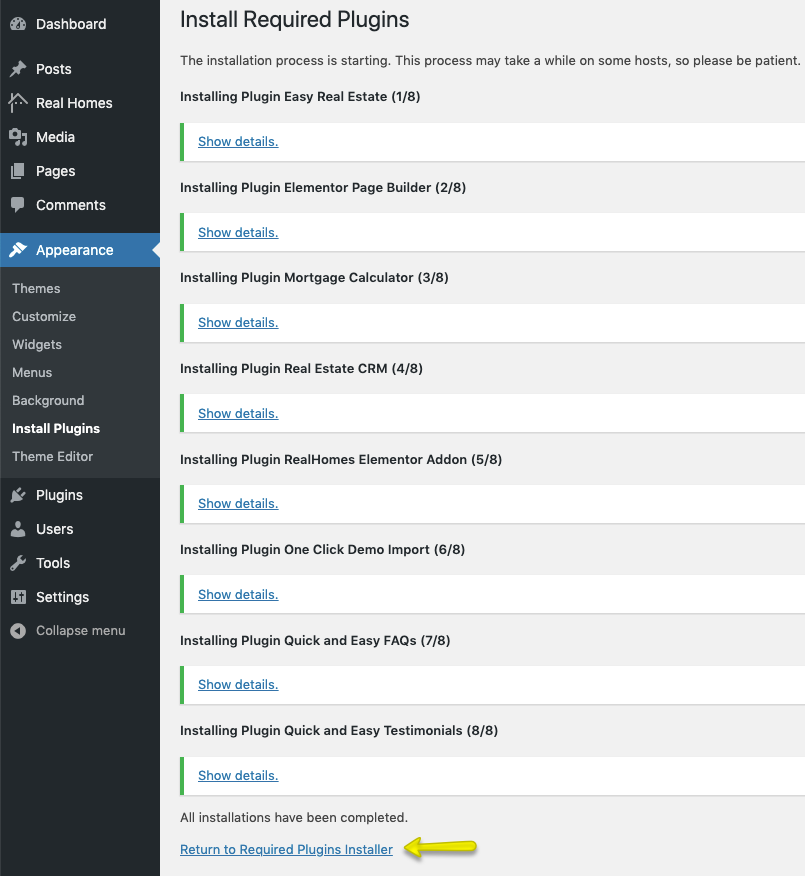 Dashboard
Posts
Real Homes
Media
Pages
Comments
Appearance
Themes
Customize
Widgets
Menus
Background
Install Plugins
Theme Editor
Plugins
Users
Tools
Settings
Collapse menu
Install Required Plugins
The installation process is starting. This process may take a while on some hosts, so please be patient.
Installing Plugin Easy Real Estate (1/8)
Show details.
Installing Plugin Elementor Page Builder (2/8)
Show details.
Installing Plugin Mortgage Calculator (3/8)
Show details.
Installing Plugin Real Estate CRM (4/8)
Show details.
Installing Plugin RealHomes Elementor Addon (5/8)
Show details.
Installing Plugin One Click Demo Import (6/8)
Show details.
Installing Plugin Quick and Easy FAQs (7/8)
Show details.
Installing Plugin Quick and Easy Testimonials (8/8)
Show details.
All installations have been completed.
Return to Required Plugins Installer